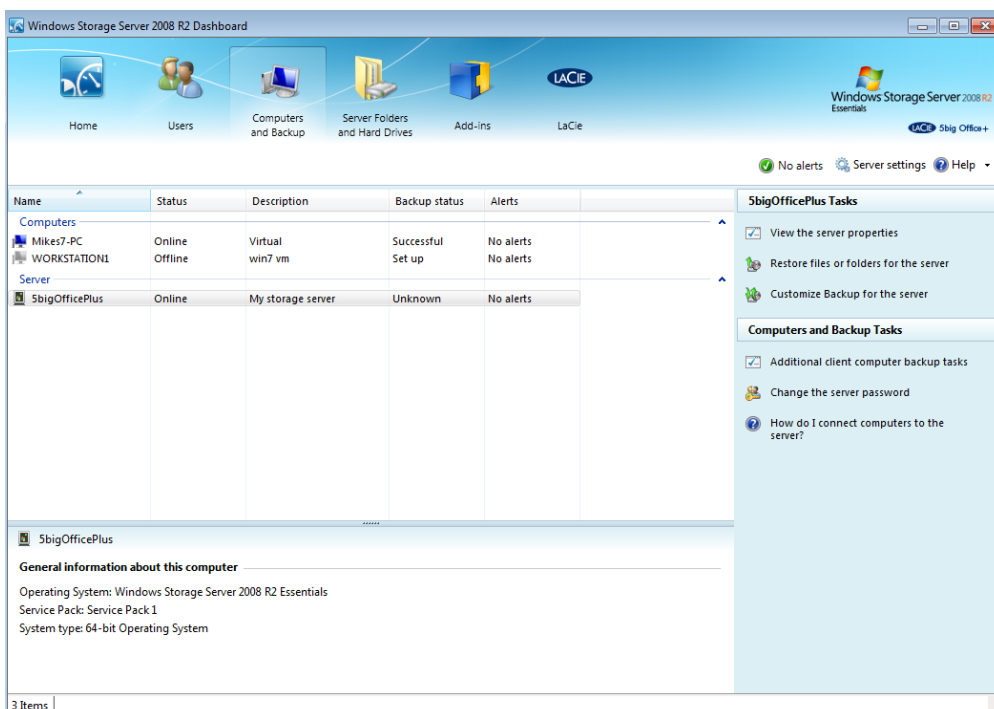 Windows Storage Server 2008 R2 Dashboard
Home
Users
Computers and Backup
Server Folders and Hard Drives
Add-ins
LACIE
LaCie
Windows Storage Server 2008 R2
Essentials
LACIE 5big Office+
No alerts Server settings Help
Name Status Description Backup status Alerts
Computers
Mikes7-PC Online Virtual Successful No alerts
WORKSTATION1 Offline win7 vm Set up No alerts
Server
5bigOfficePlus Online My storage server Unknown No alerts
5bigOfficePlus Tasks
View the server properties
Restore files or folders for the server
Customize Backup for the server
Computers and Backup Tasks
Additional client computer backup tasks
Change the server password
How do I connect computers to the
server?
5bigOfficePlus
General information about this computer
Operating System: Windows Storage Server 2008 R2 Essentials
Service Pack: Service Pack 1
System type: 64-bit Operating System
3 Items